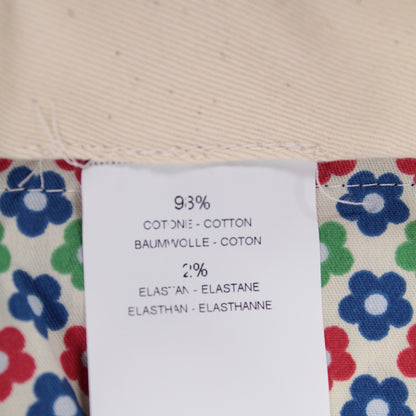 98%
COTONE - COTTON
BAUMWOLLE - COTON
2%
ELASTAN - ELASTANE
ELASTHAN - ELASTHANNE